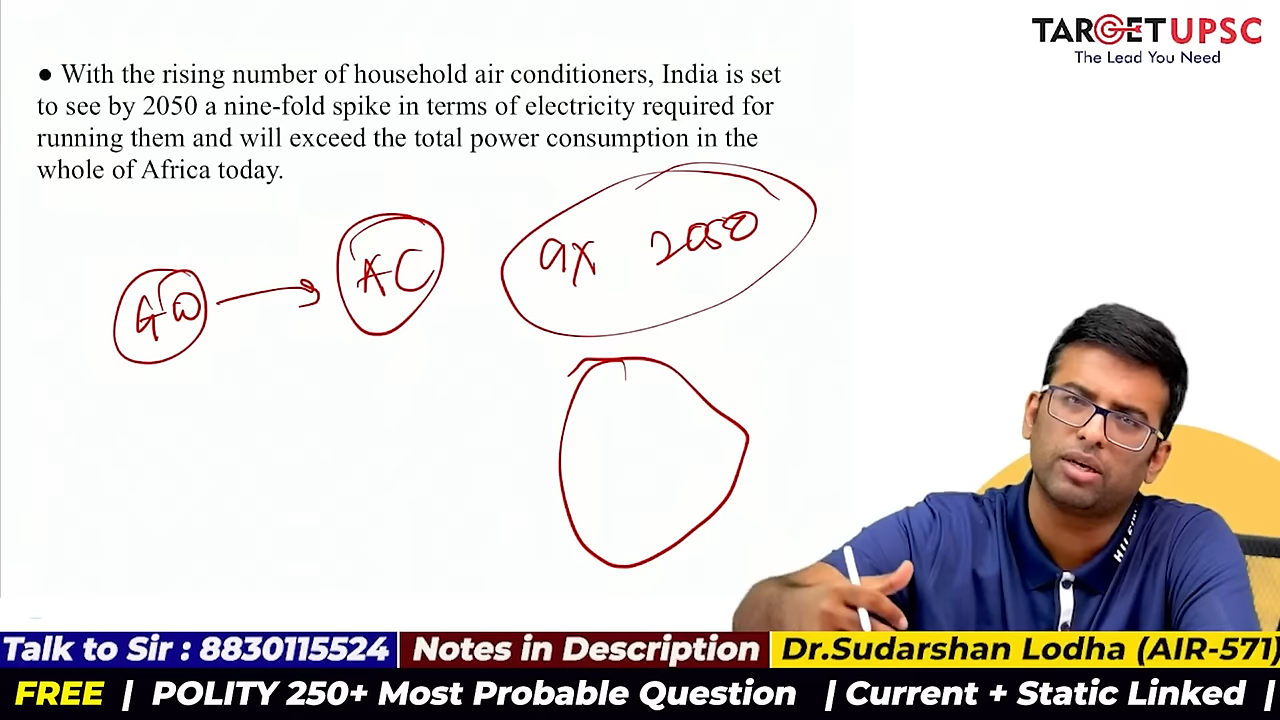 TARGET UPSC
The Lead You Need
● With the rising number of household air conditioners, India is set
to see by 2050 a nine-fold spike in terms of electricity required for
running them and will exceed the total power consumption in the
whole of Africa today.
GW → AC
9X 2050
HILFIGER
Talk to Sir : 8830115524 | Notes in Description | Dr.Sudarshan Lodha (AIR-571)
FREE | POLITY 250+ Most Probable Question | Current + Static Linked |